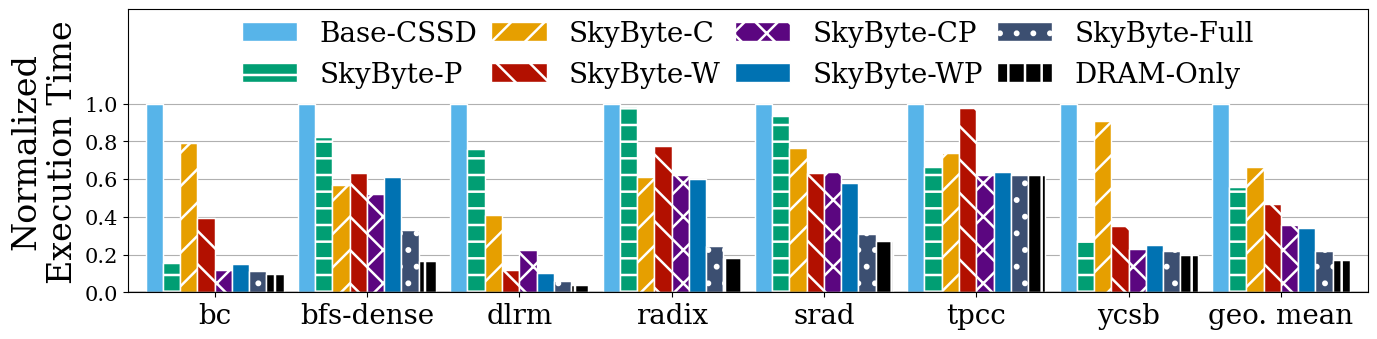 Normalized
Execution Time
Base-CSSD SkyByte-C SkyByte-CP SkyByte-Full
SkyByte-P SkyByte-W SkyByte-WP DRAM-Only
1.0
0.8
0.6
0.4
0.2
0.0
bc bfs-dense dlrm radix srad tpcc ycsb geo. mean